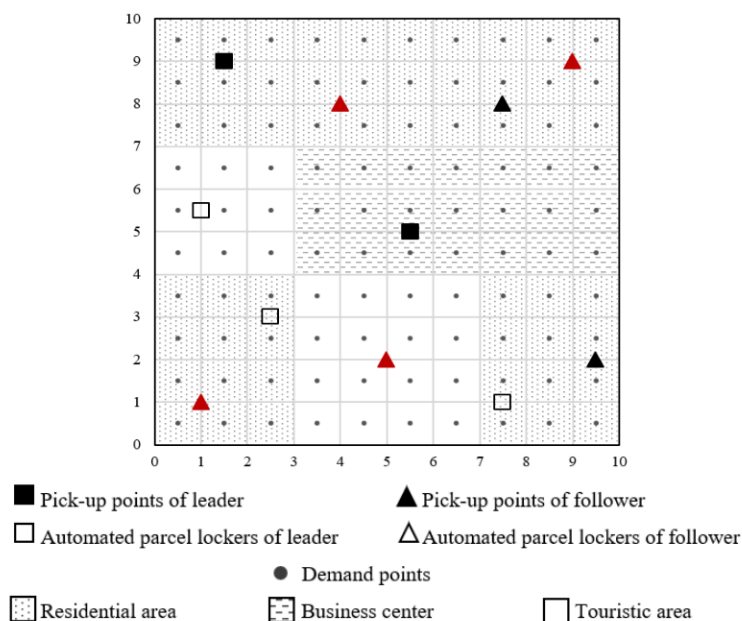 10
9
8
7
6
5
4
3
2
1
0
0 1 2 3 4 5 6 7 8 9 10
Pick-up points of leader
Pick-up points of follower
Automated parcel lockers of leader
Automated parcel lockers of follower
Demand points
Residential area
Business center
Touristic area